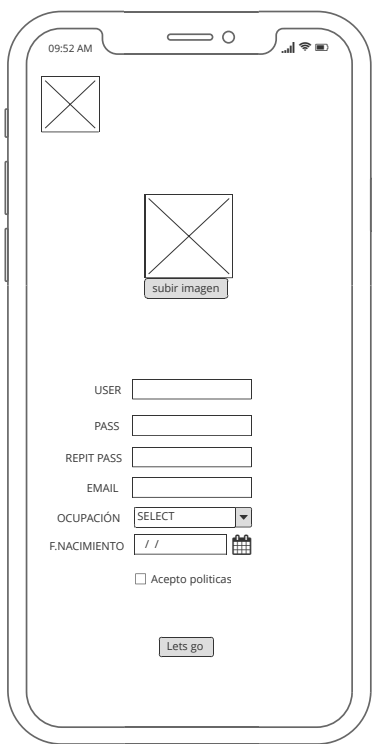 09:52 AM
subir imagen
USER
PASS
REPIT PASS
EMAIL
OCUPACIÓN SELECT
F.NACIMIENTO / /
Acepto politicas
Lets go